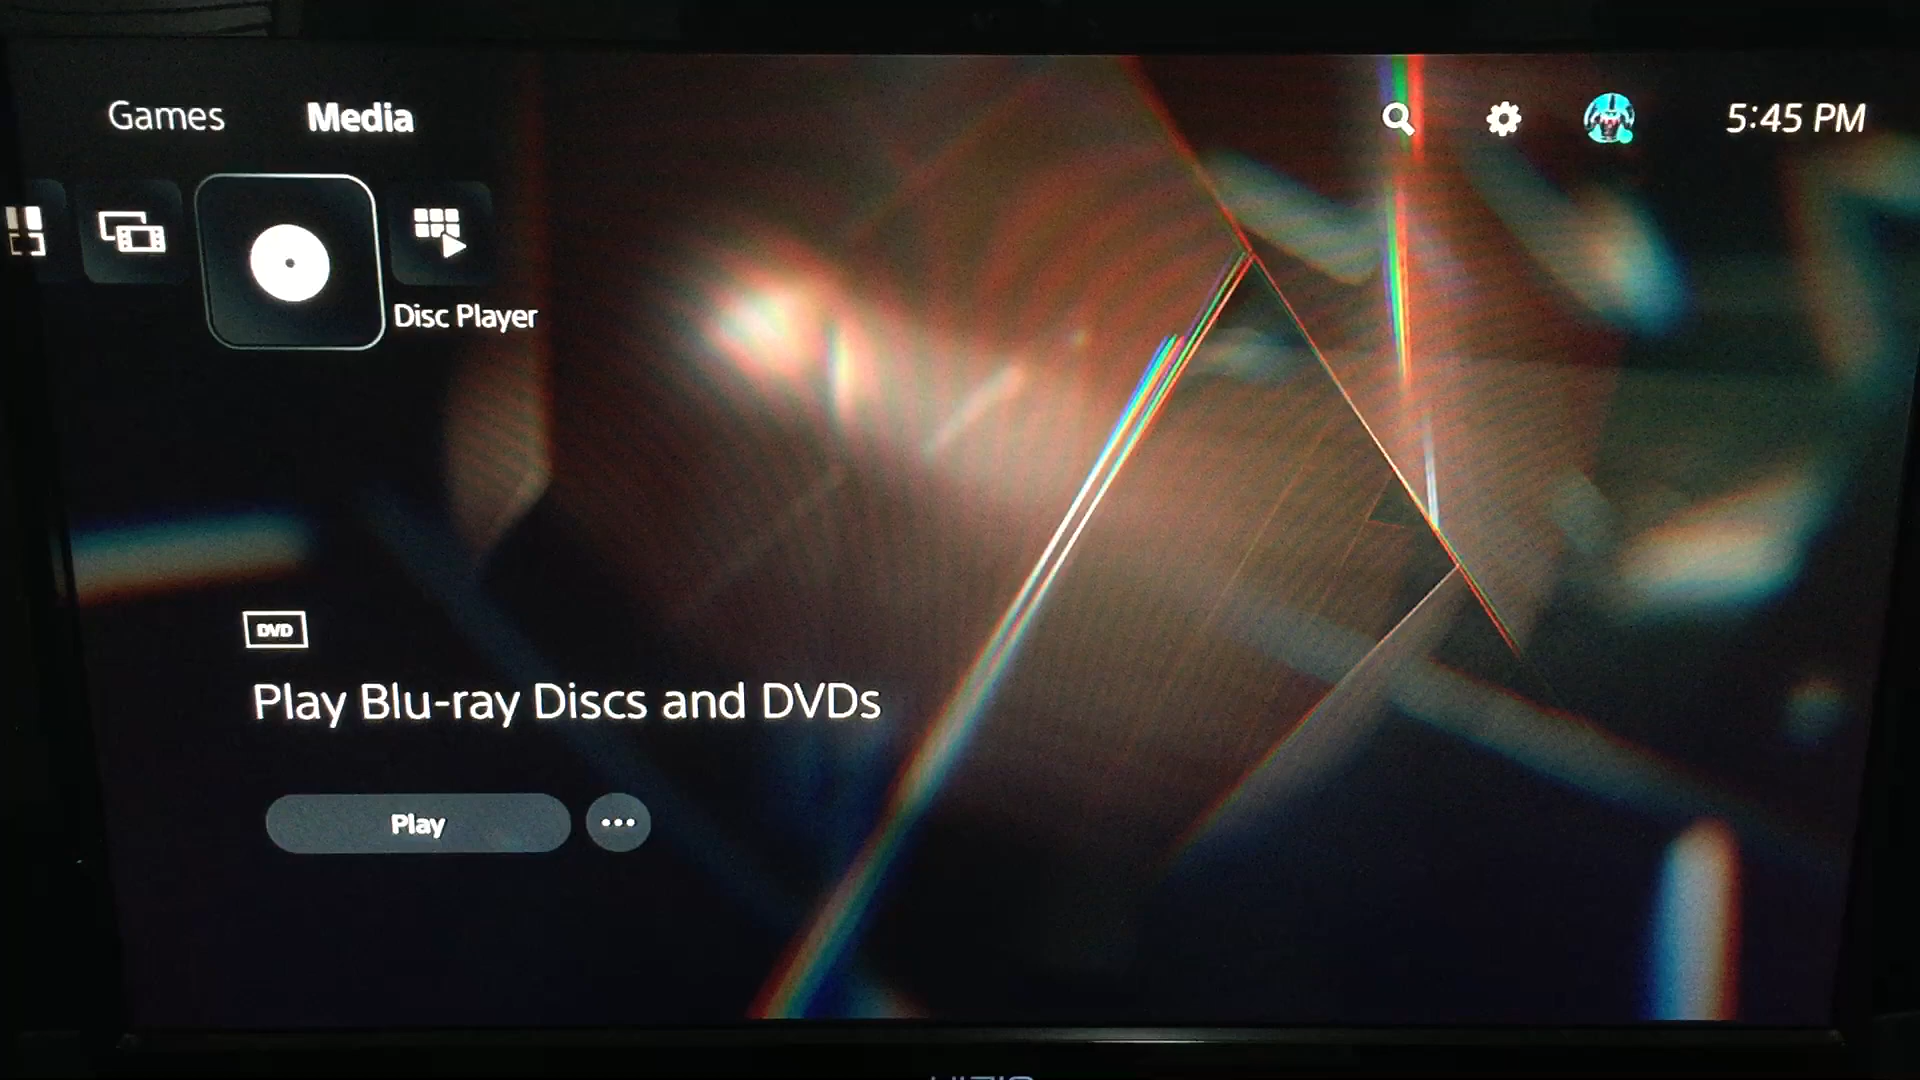 Games Media 5:45 PM
Disc Player
DVD
Play Blu-ray Discs and DVDs
Play